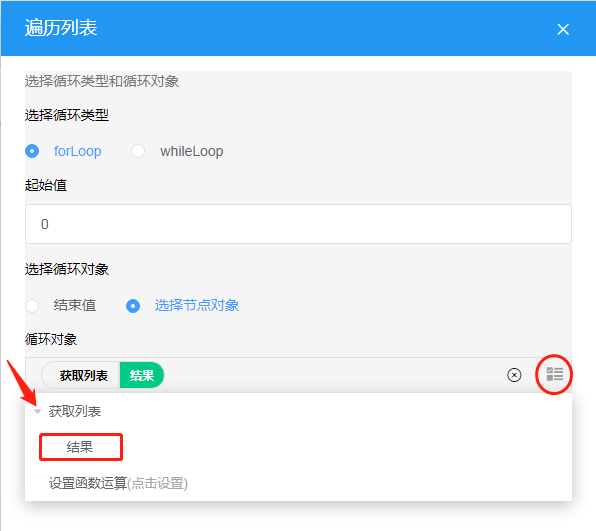 遍历列表
选择循环类型和循环对象
选择循环类型
forLoop whileLoop
起始值
0
选择循环对象
结束值 选择节点对象
循环对象
获取列表 结果
获取列表
结果
设置函数运算(点击设置)